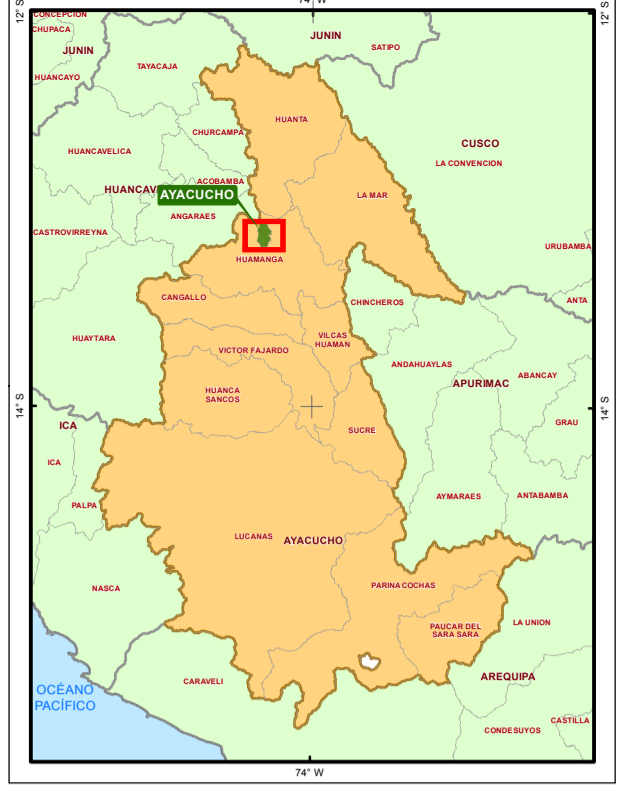 74° W
12° S
12° S
CONCEPCION
CHUPACA
JUNIN
JUNIN
SATIPO
TAYACAJA
HUANCAYO
HUANTA
CHURCAMPA
CUSCO
HUANCAVELICA
LA CONVENCION
ACOBAMBA
HUANCAV
AYACUCHO
LA MAR
ANGARAES
CASTROVIRREYNA
URUBAMBA
HUAMANGA
CANGALLO
CHINCHEROS
ANTA
HUAYTARA
VILCAS
HUAMAN
VICTOR FAJARDO
ANDAHUAYLAS
ABANCAY
APURIMAC
HUANCA
SANCOS
14° S
14° S
GRAU
ICA
SUCRE
ICA
AYMARAES
ANTABAMBA
PALPA
LUCANAS
AYACUCHO
NASCA
PARINACOCHAS
PAUCAR DEL
SARA SARA
LA UNION
CARAVELI
AREQUIPA
OCÉANO
PACÍFICO
CASTILLA
CONDESUYOS
74° W